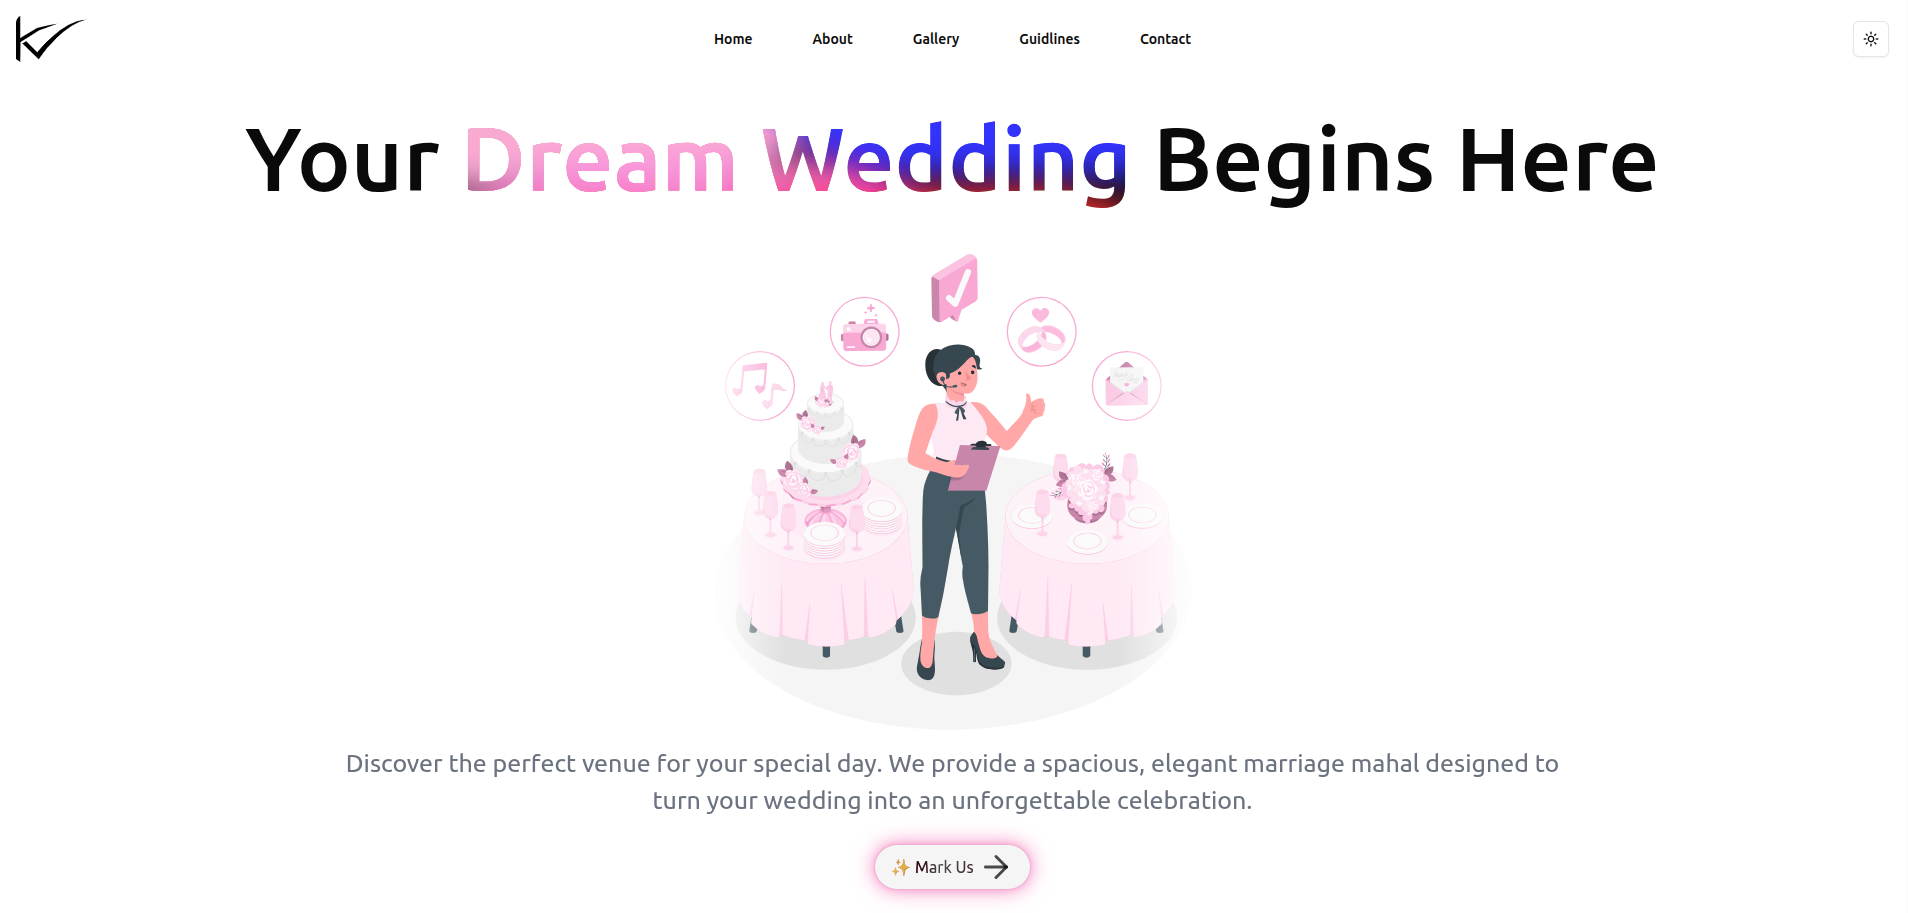 Home About Gallery Guidlines Contact
Your Dream Wedding Begins Here
Discover the perfect venue for your special day. We provide a spacious, elegant marriage mahal designed to
turn your wedding into an unforgettable celebration.
✨ Mark Us →